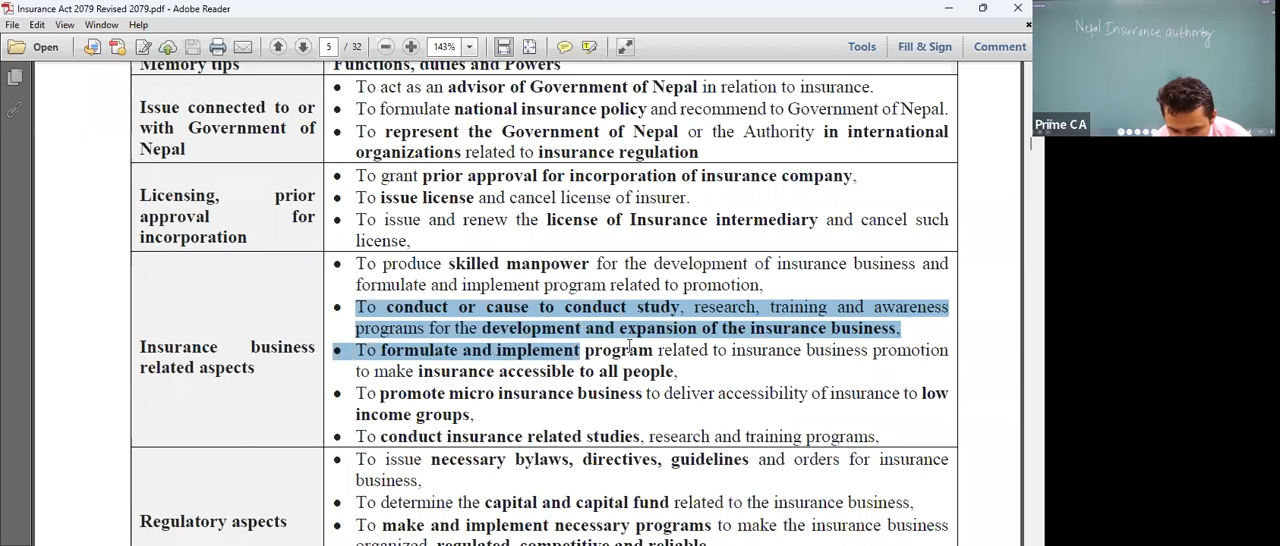 Insurance Act 2079 Revised 2079.pdf - Adobe Reader
File Edit View Window Help
Open 5 / 32 143% Tools Fill & Sign Comment
Memory tips Functions, duties and Powers
Issue connected to or with Government of Nepal
• To act as an advisor of Government of Nepal in relation to insurance.
• To formulate national insurance policy and recommend to Government of Nepal.
• To represent the Government of Nepal or the Authority in international
organizations related to insurance regulation
Licensing, prior
approval for
incorporation
• To grant prior approval for incorporation of insurance company,
• To issue license and cancel license of insurer.
• To issue and renew the license of Insurance intermediary and cancel such
license,
Insurance business
related aspects
• To produce skilled manpower for the development of insurance business and
formulate and implement program related to promotion,
• To conduct or cause to conduct study, research, training and awareness
programs for the development and expansion of the insurance business,
• To formulate and implement program related to insurance business promotion
to make insurance accessible to all people,
• To promote micro insurance business to deliver accessibility of insurance to low
income groups,
• To conduct insurance related studies, research and training programs,
Regulatory aspects
• To issue necessary bylaws, directives, guidelines and orders for insurance
business,
• To determine the capital and capital fund related to the insurance business,
• To make and implement necessary programs to make the insurance business
organized, regulated, competitive and reliable
Nepal Insurance authority
Prime CA